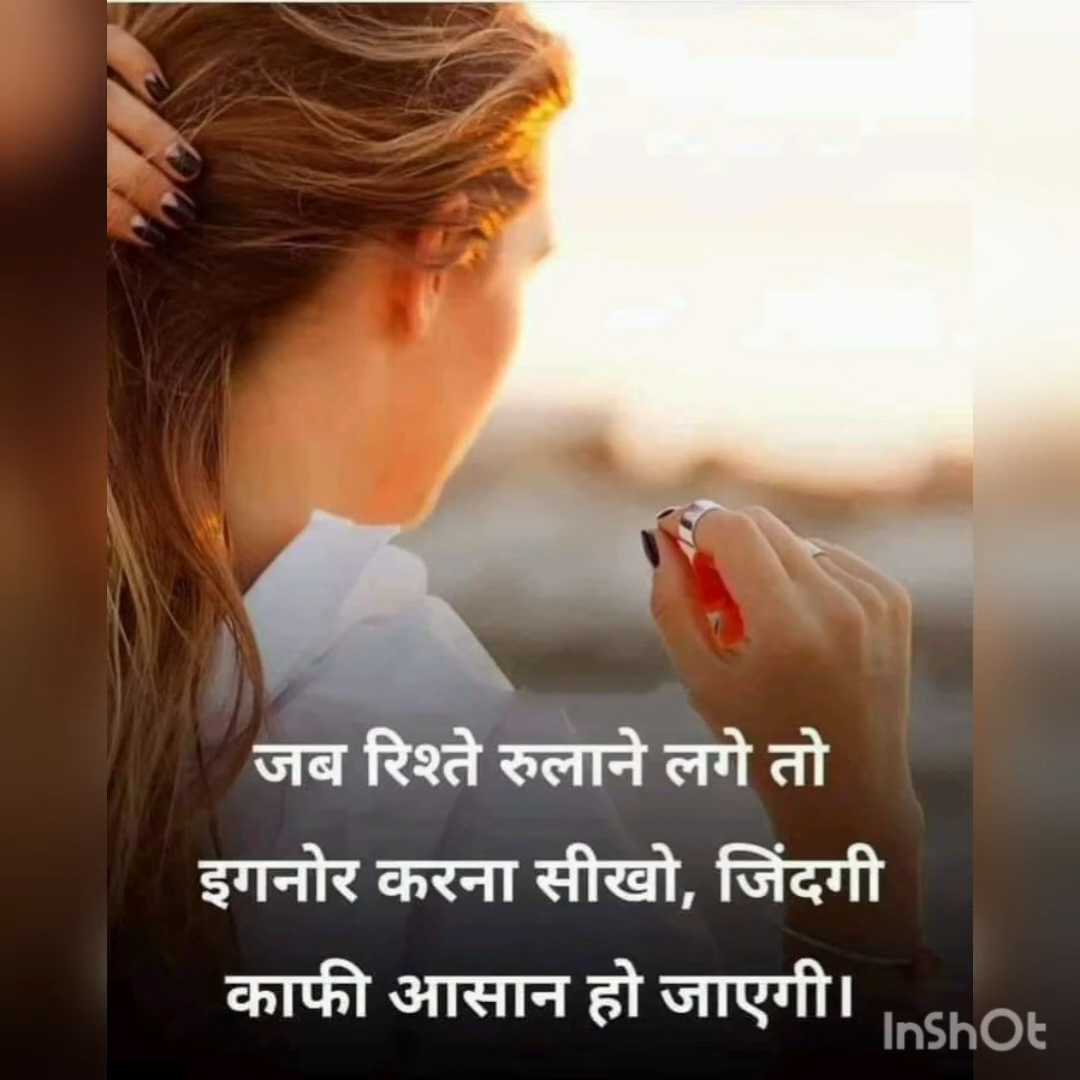 जब रिश्ते रुलाने लगे तो
इगनोर करना सीखो, जिंदगी
काफी आसान हो जाएगी।
InShOt